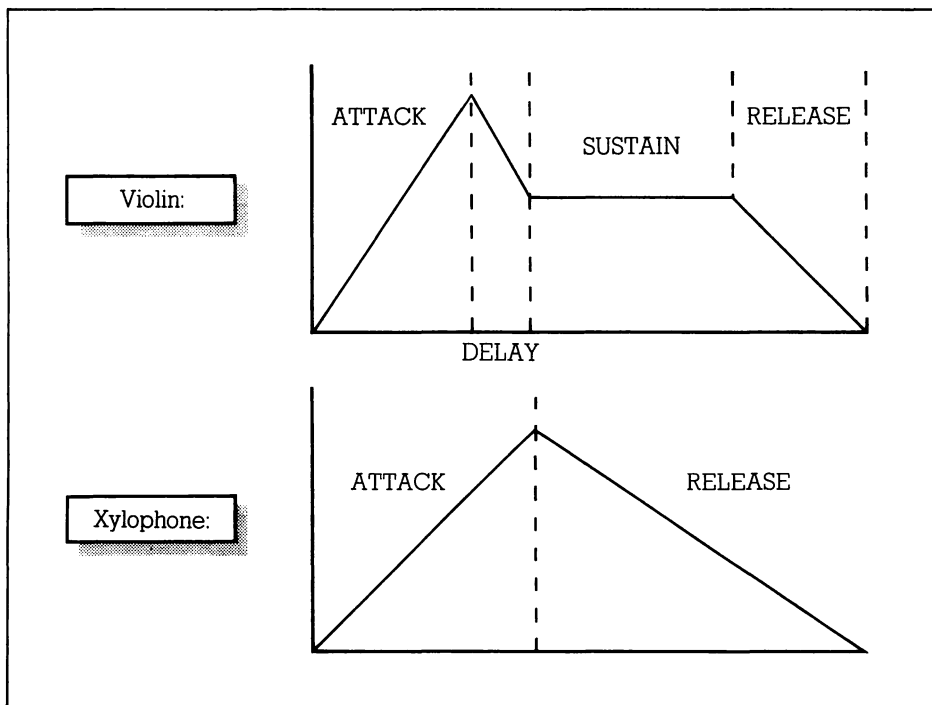 ATTACK
RELEASE
SUSTAIN
Violin:
DELAY
ATTACK
RELEASE
Xylophone: